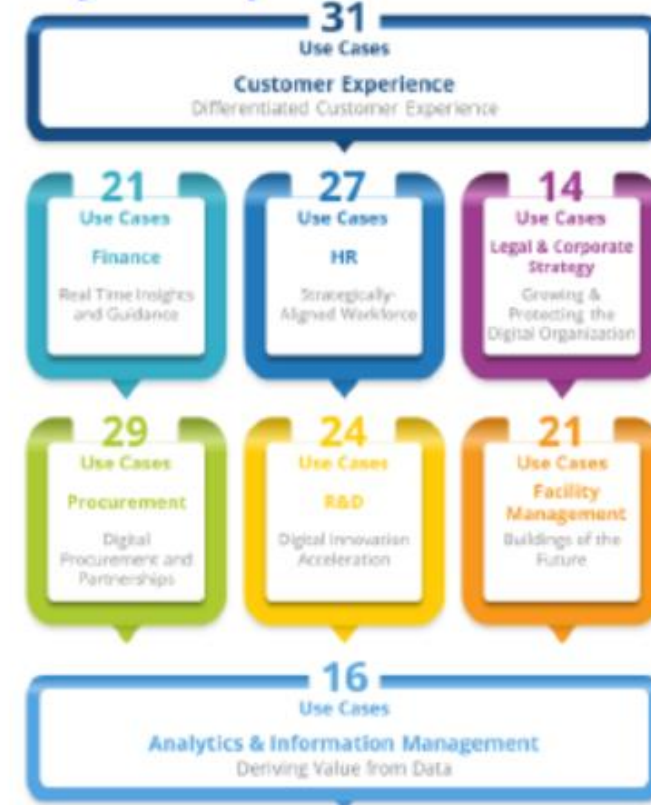 31
Use Cases
Customer Experience
Differentiated Customer Experience
21
Use Cases
Finance
Real Time Insights
and Guidance
27
Use Cases
HR
Strategically-
Aligned Workforce
14
Use Cases
Legal & Corporate
Strategy
Growing &
Protecting the
Digital Organization
29
Use Cases
Procurement
Digital
Procurement and
Partnerships
24
Use Cases
R&D
Digital Innovation
Acceleration
21
Use Cases
Facility
Management
Buildings of the
Future
16
Use Cases
Analytics & Information Management
Deriving Value from Data